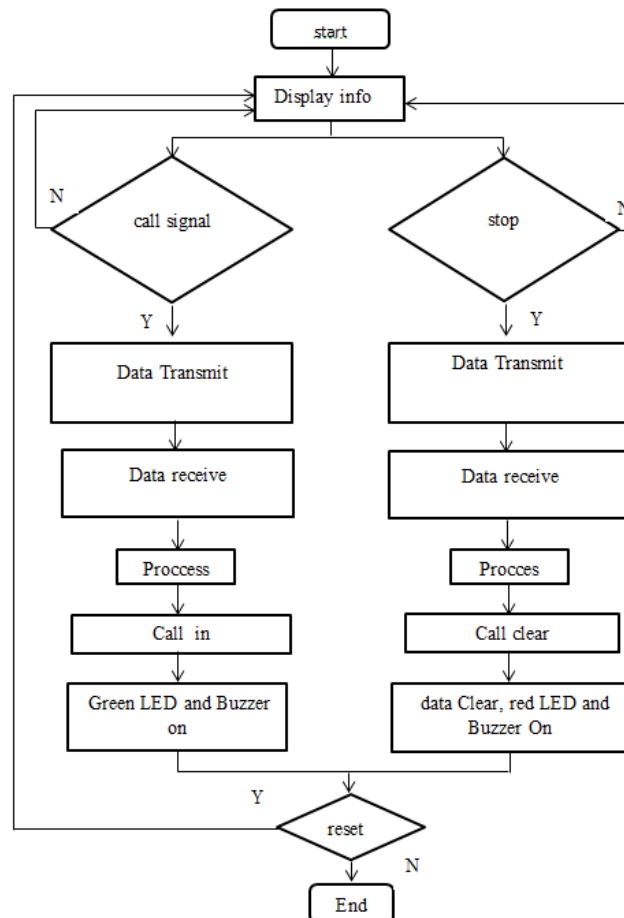 start
Display info
N
call signal
stop
N
Y
Y
Data Transmit
Data Transmit
Data receive
Data receive
Proccess
Procces
Call in
Call clear
Green LED and Buzzer
on
data Clear, red LED and
Buzzer On
Y
reset
N
End